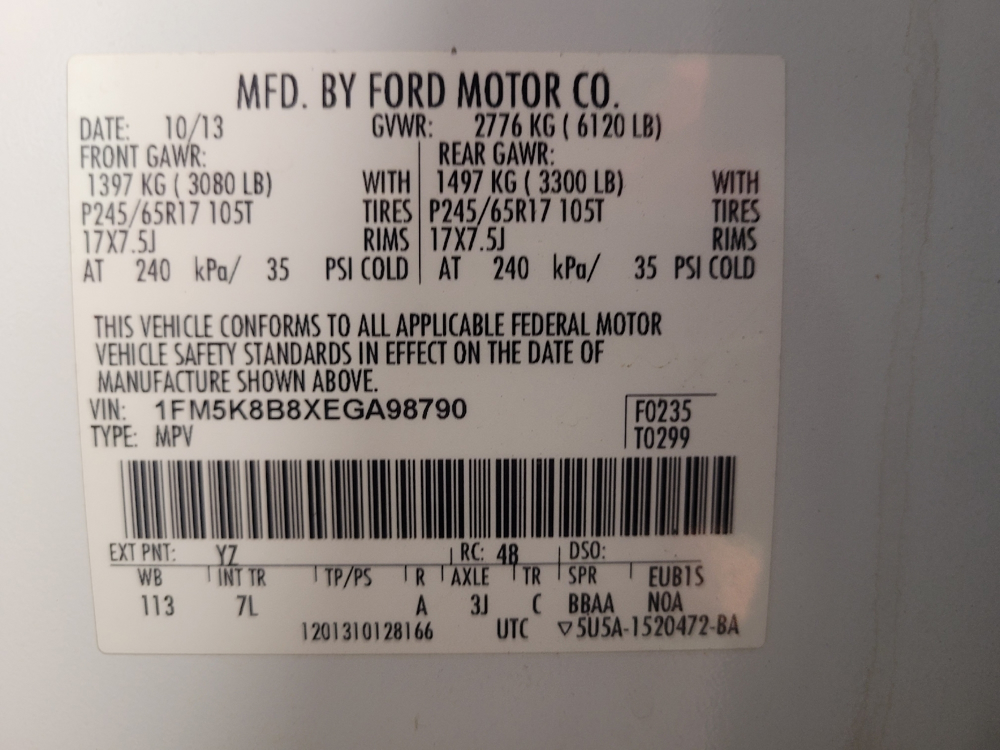 MFD. BY FORD MOTOR CO.
DATE: 10/13 GVWR: 2776 KG ( 6120 LB)
FRONT GAWR: REAR GAWR:
1397 KG ( 3080 LB) WITH 1497 KG ( 3300 LB) WITH
P245/65R17 105T TIRES P245/65R17 105T TIRES
17X7.5J RIMS 17X7.5J RIMS
AT 240 kPa/ 35 PSI COLD AT 240 kPa/ 35 PSI COLD
THIS VEHICLE CONFORMS TO ALL APPLICABLE FEDERAL MOTOR
VEHICLE SAFETY STANDARDS IN EFFECT ON THE DATE OF
MANUFACTURE SHOWN ABOVE.
VIN: 1FM5K8B8XEGA98790 F0235
TYPE: MPV T0299
EXT PNT: YZ RC: 48 DSO:
WB INT TR TP/PS R AXLE TR SPR EUB1S
113 7L A 3J C BBAA NOA
1201310128166 UTC ▽5U5A-1520472-BA